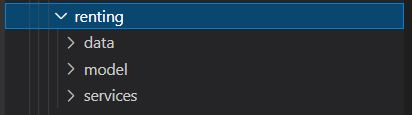 renting
data
model
services